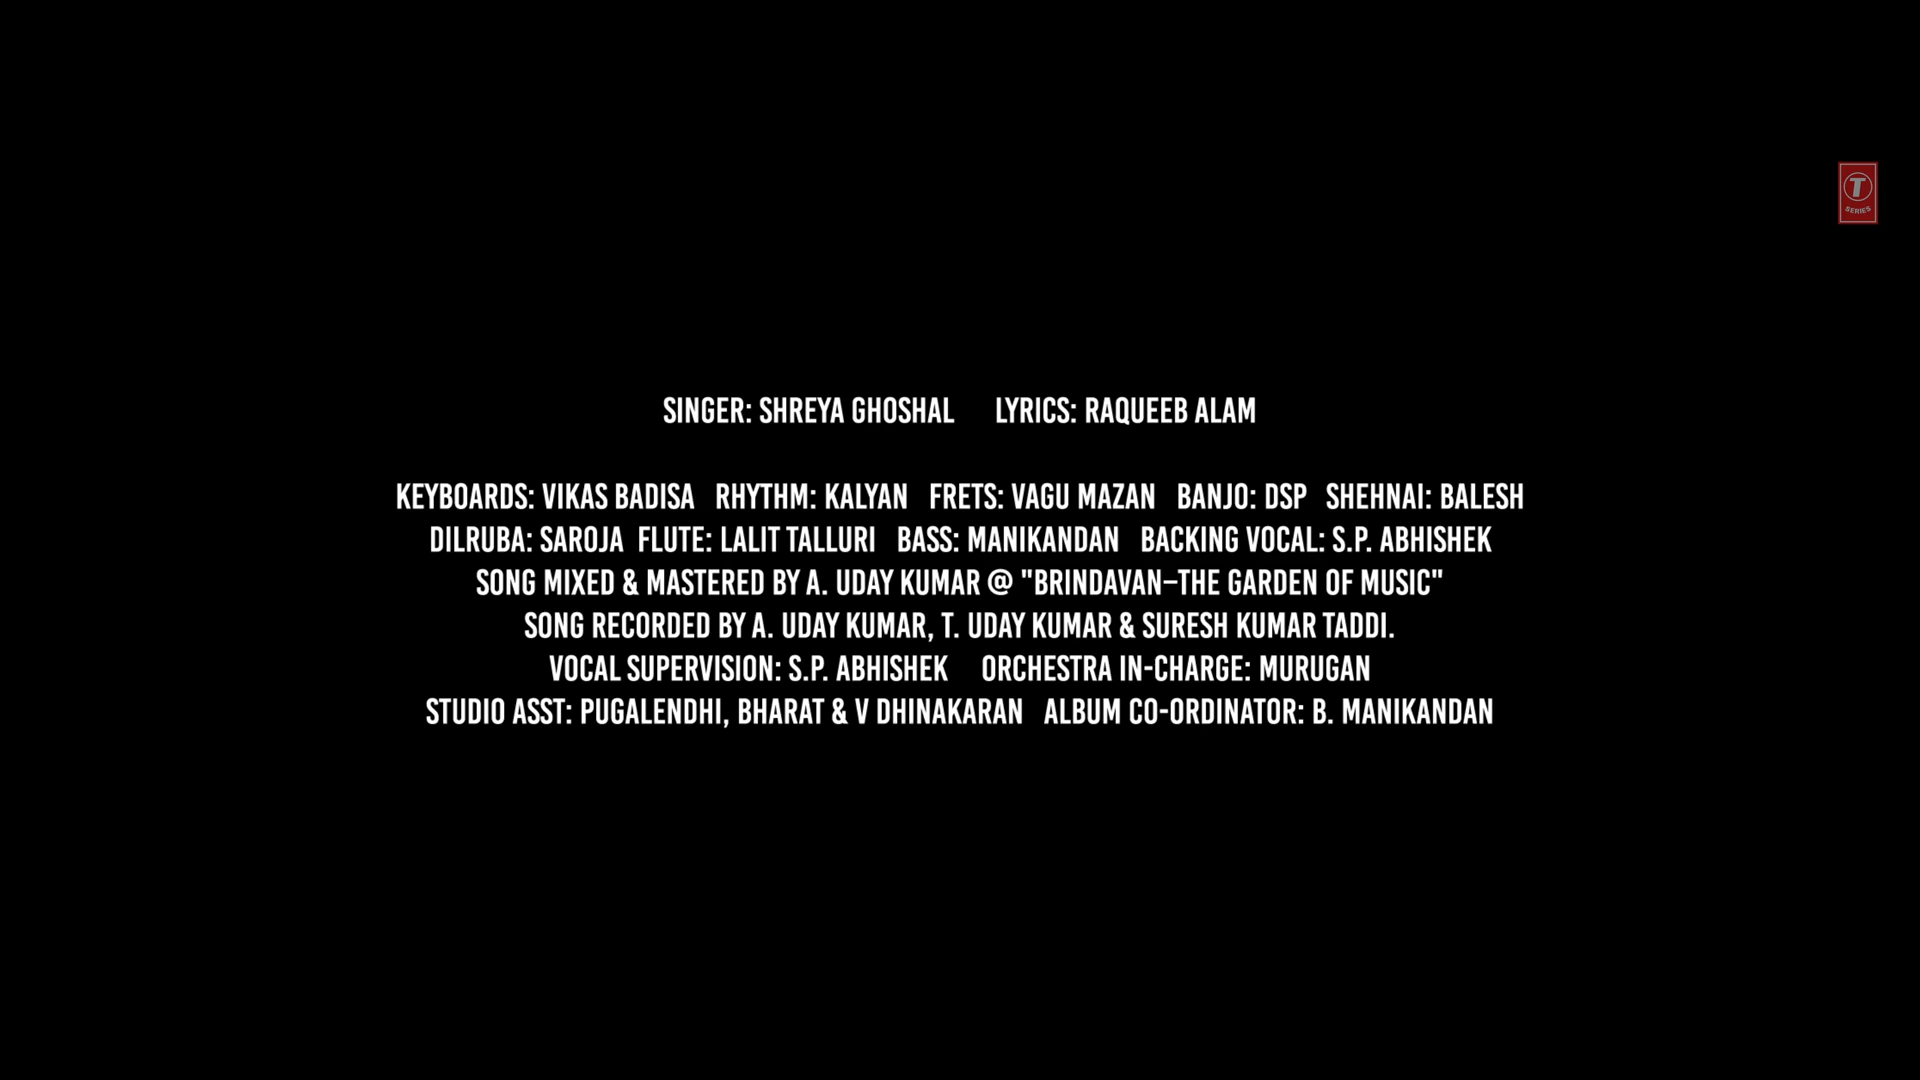 T
SERIES
SINGER: SHREYA GHOSHAL LYRICS: RAQUEEB ALAM
KEYBOARDS: VIKAS BADISA RHYTHM: KALYAN FRETS: VAGU MAZAN BANJO: DSP SHEHNAI: BALESH
DILRUBA: SAROJA FLUTE: LALIT TALLURI BASS: MANIKANDAN BACKING VOCAL: S.P. ABHISHEK
SONG MIXED & MASTERED BY A. UDAY KUMAR @ "BRINDAVAN–THE GARDEN OF MUSIC"
SONG RECORDED BY A. UDAY KUMAR, T. UDAY KUMAR & SURESH KUMAR TADDI.
VOCAL SUPERVISION: S.P. ABHISHEK ORCHESTRA IN-CHARGE: MURUGAN
STUDIO ASST: PUGALENDHI, BHARAT & V DHINAKARAN ALBUM CO-ORDINATOR: B. MANIKANDAN